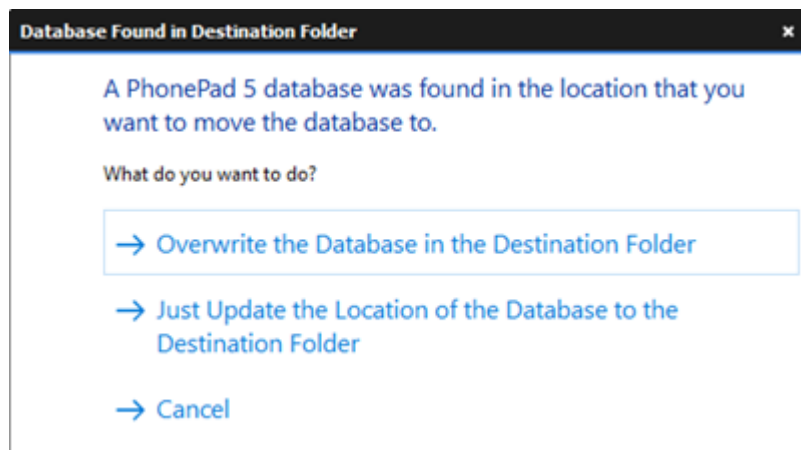 Database Found in Destination Folder
A PhonePad 5 database was found in the location that you
want to move the database to.
What do you want to do?
Overwrite the Database in the Destination Folder
Just Update the Location of the Database to the
Destination Folder
Cancel